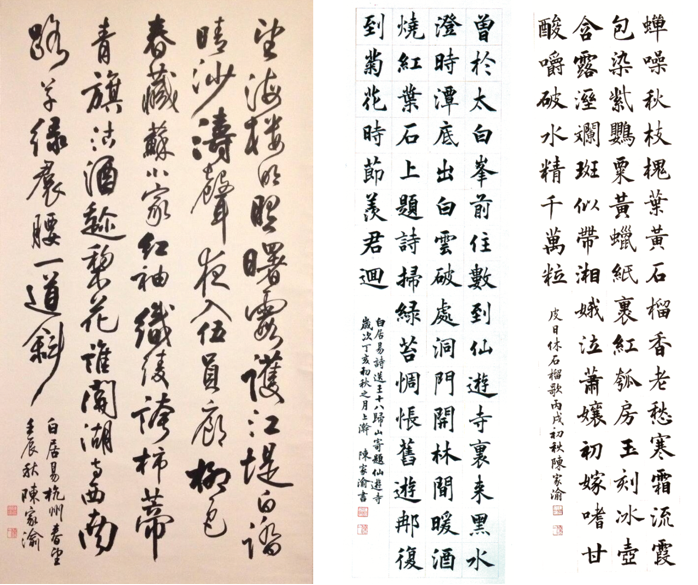 望海樓明照曙霞護江堤白蹋
晴沙濤聲夜入伍員廟柳色
春藏蘇小家紅袖織綾誇柿蒂
青旗沽酒趁梨花誰開湖寺西南
路草綠裠腰一道斜
白居易杭州春望
壬辰秋陳家渝
曾於太白峯前住數到仙遊寺裏來黑水
澄時潭底出白雲破處洞門開林間暖酒
燒紅葉石上題詩掃綠苔惆悵舊遊那復
到菊花時節羨君迴
白居易詩送王十八歸山寄題仙遊寺
歲次丁亥初秋之月上澣 陳家渝書
蟬噪秋枝槐葉黃石榴香老愁寒霜流霞
包染紫鸚粟黃蠟紙裹紅瓠房玉刻冰壺
含露溼斕斑似帶湘娥泣蕭孃初嫁嗜甘
酸嚼破水精千萬粒
皮日休石榴歌丙戌初秋陳家渝